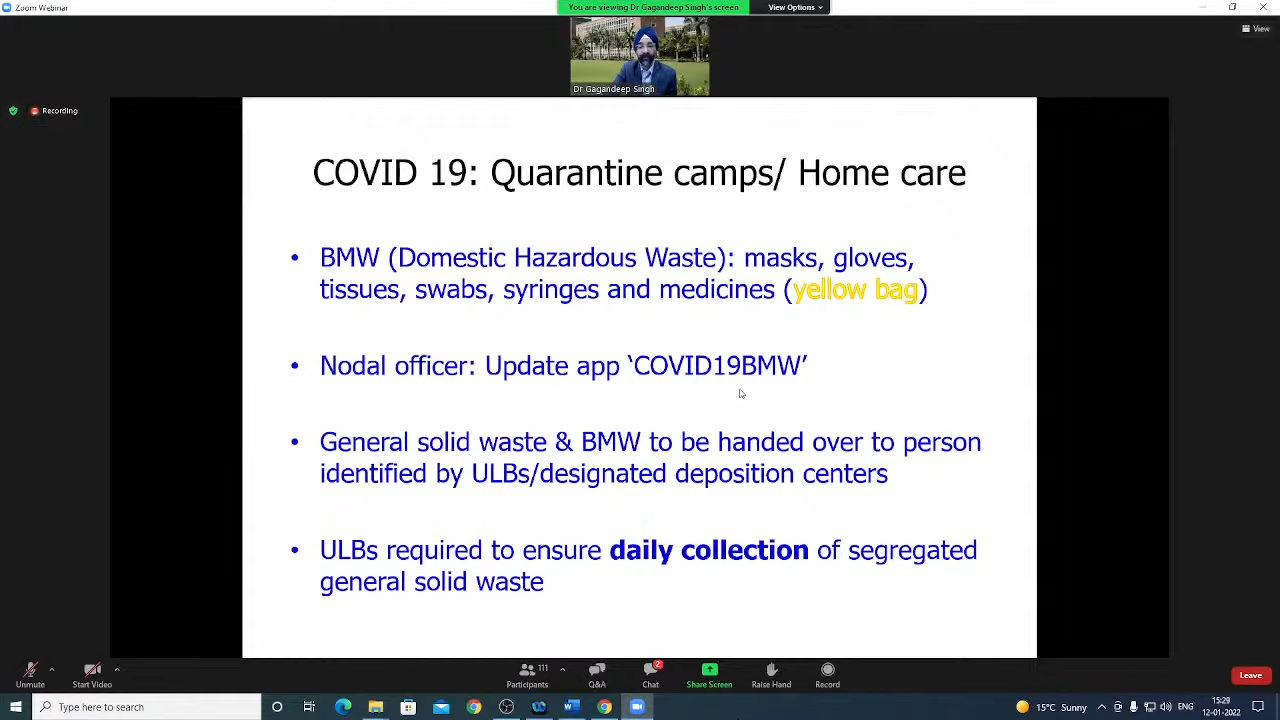 Zoom Webinar
You are viewing Dr Gagandeep Singh's screen
View Options
View
Dr Gagandeep Singh
Recording
COVID 19: Quarantine camps/ Home care
• BMW (Domestic Hazardous Waste): masks, gloves,
tissues, swabs, syringes and medicines (yellow bag)
• Nodal officer: Update app ‘COVID19BMW’
• General solid waste & BMW to be handed over to person
identified by ULBs/designated deposition centers
• ULBs required to ensure daily collection of segregated
general solid waste
111
2
Unmute
Start Video
Participants
Q&A
Chat
Share Screen
Raise Hand
Record
Leave
Type here to search
15°C Sunny
ENG
15:29
12-01-2022